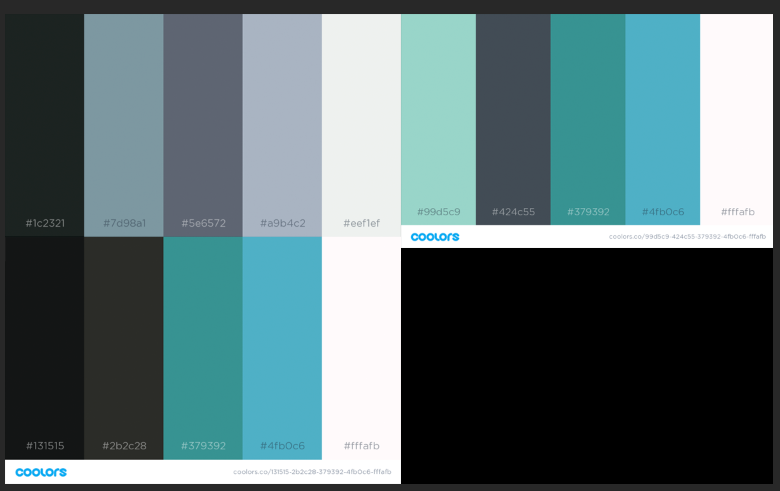 #1c2321 #7d98a1 #5e6572 #a9b4c2 #eef1ef
#99d5c9 #424c55 #379392 #4fb0c6 #fffafb
coolors coolors.co/99d5c9-424c55-379392-4fb0c6-fffafb
#131515 #2b2c28 #379392 #4fb0c6 #fffafb
coolors coolors.co/131515-2b2c28-379392-4fb0c6-fffafb